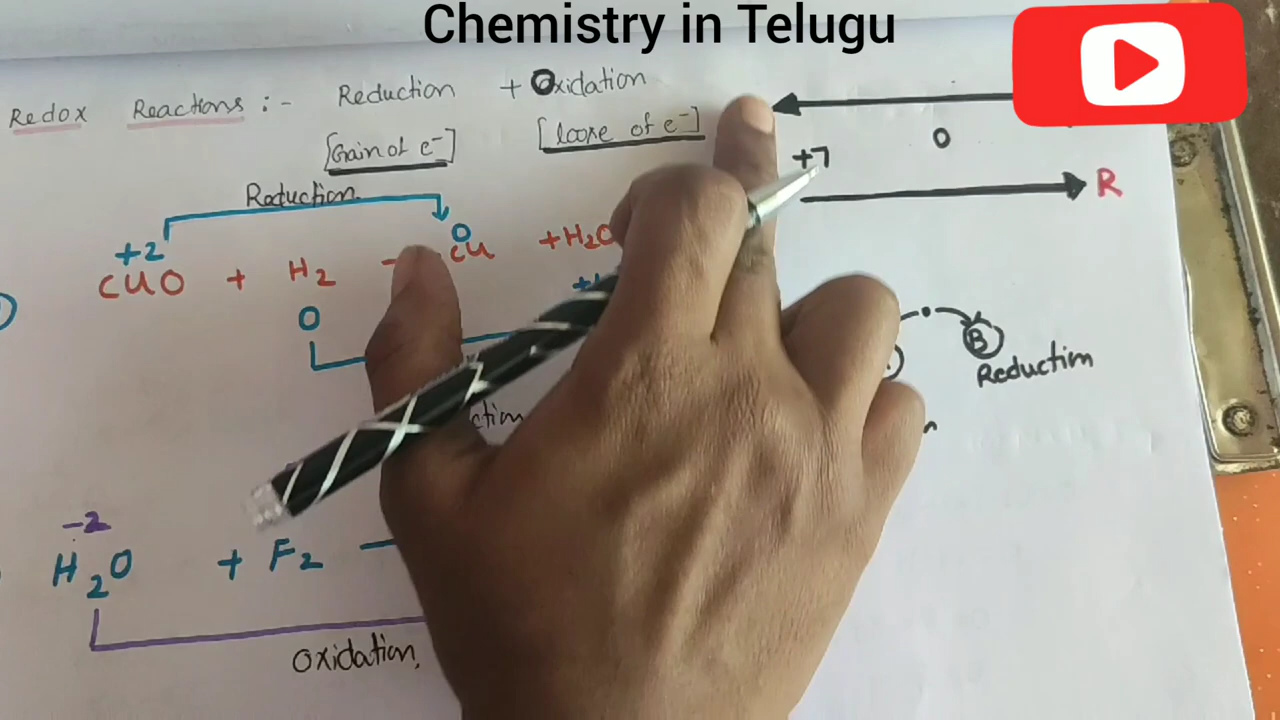 Chemistry in Telugu
Redox Reactions :- Reduction + Oxidation
[Gain of e⁻] [loose of e⁻]
+7 0
R
Reduction
+2 0
CUO + H₂ cu + H₂O
0
B
Reduction
-2
H₂O + F₂
Oxidation,